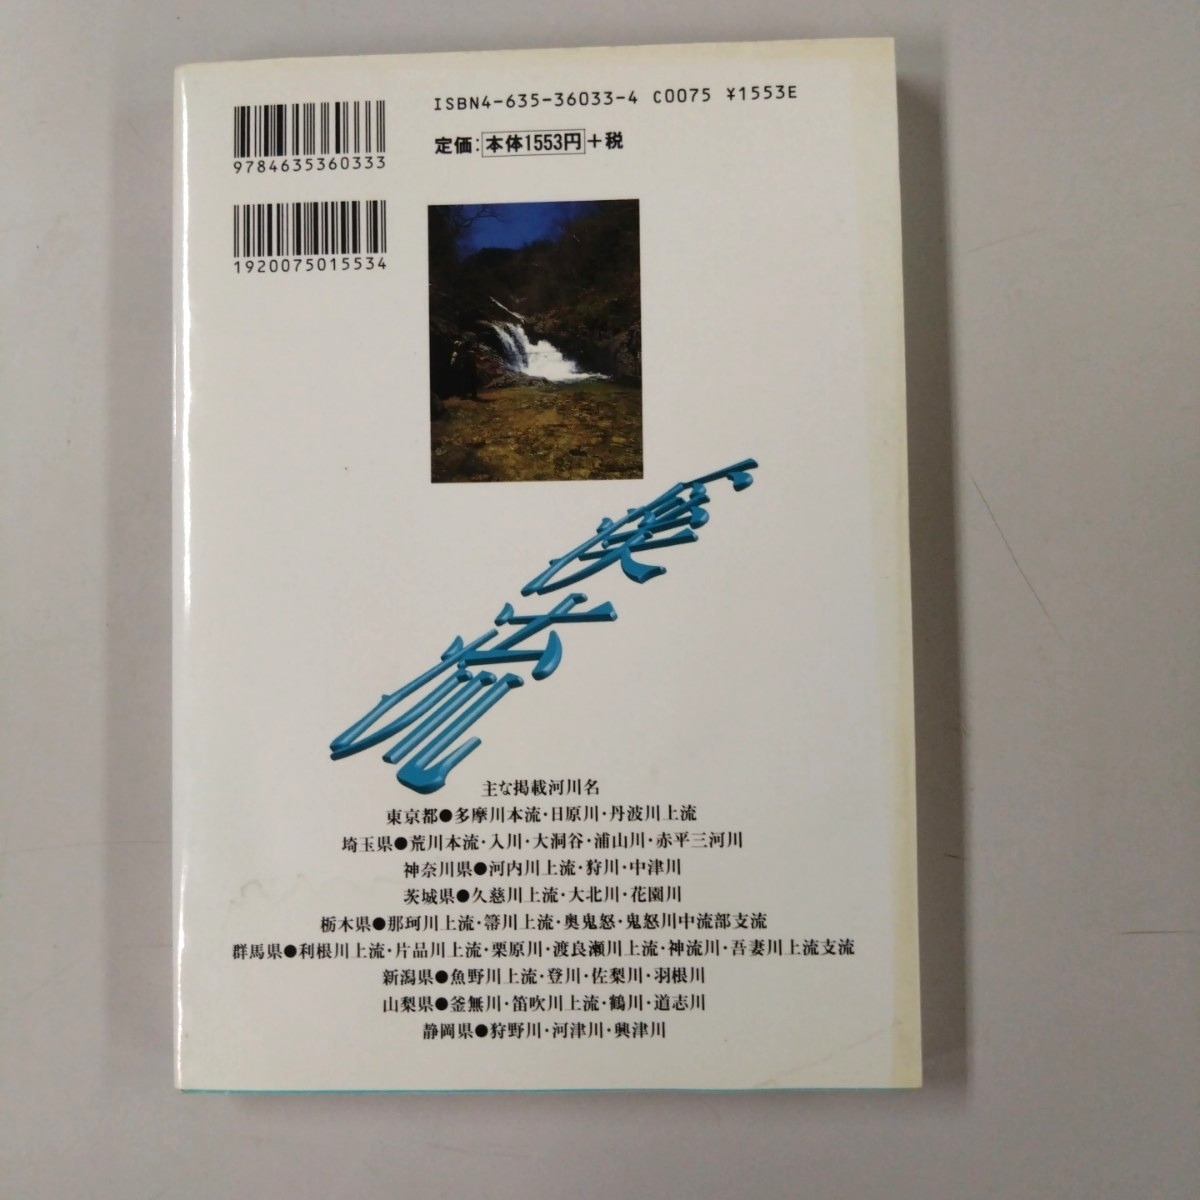 ISBN4-635-36033-4 C0075 ¥1553E
定価：本体1553円＋税
9784635360333
1920075015534
渓流
主な掲載河川名
東京都●多摩川本流・日原川・丹波川上流
埼玉県●荒川本流・入川・大洞谷・浦山川・赤平三河川
神奈川県●河内川上流・狩川・中津川
茨城県●久慈川上流・大北川・花園川
栃木県●那珂川上流・箒川上流・奥鬼怒・鬼怒川中流部支流
群馬県●利根川上流・片品川上流・栗原川・渡良瀬川上流・神流川・吾妻川上流支流
新潟県●魚野川上流・登川・佐梨川・羽根川
山梨県●釜無川・笛吹川上流・鶴川・道志川
静岡県●狩野川・河津川・興津川